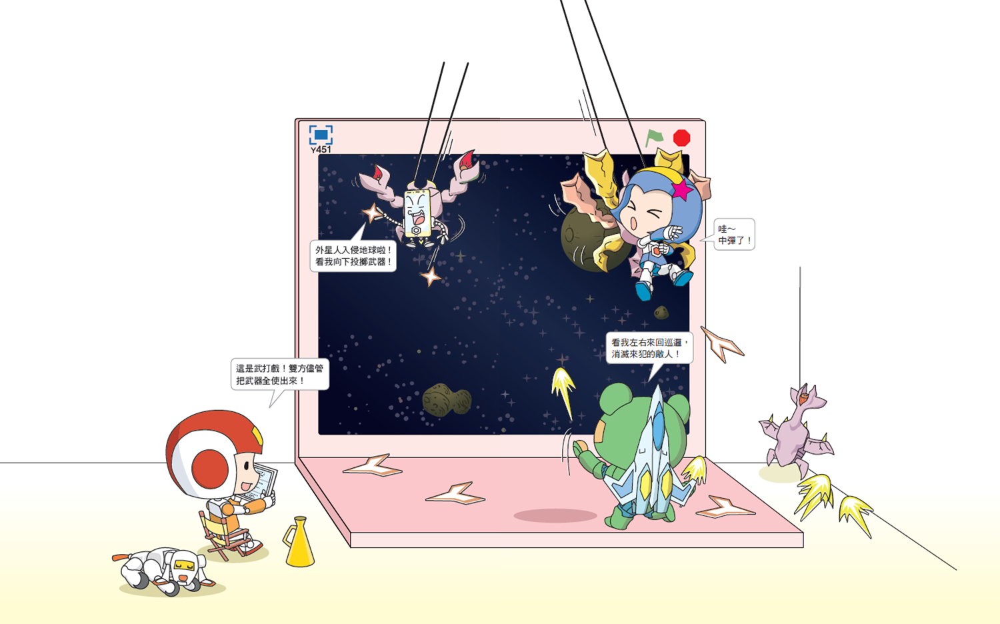 Y451
外星人入侵地球啦！
看我向下投擲武器！
哇～
中彈了！
看我左右來回巡邏，
消滅來犯的敵人！
這是武打戲！雙方儘管
把武器全使出來！